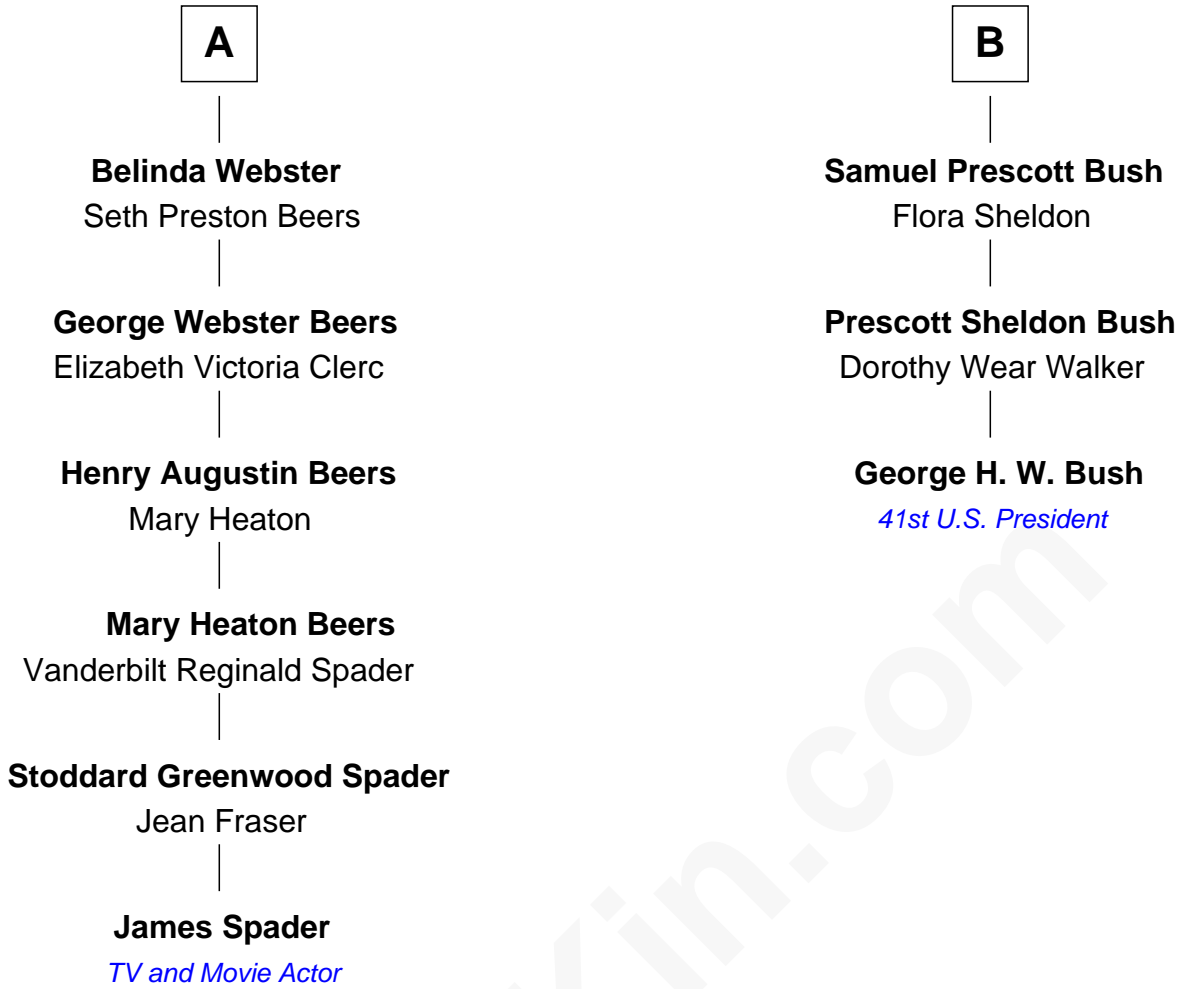 A
Belinda Webster
Seth Preston Beers
George Webster Beers
Elizabeth Victoria Clerc
Henry Augustin Beers
Mary Heaton
Mary Heaton Beers
Vanderbilt Reginald Spader
Stoddard Greenwood Spader
Jean Fraser
James Spader
TV and Movie Actor
B
Samuel Prescott Bush
Flora Sheldon
Prescott Sheldon Bush
Dorothy Wear Walker
George H. W. Bush
41st U.S. President
Kin.com